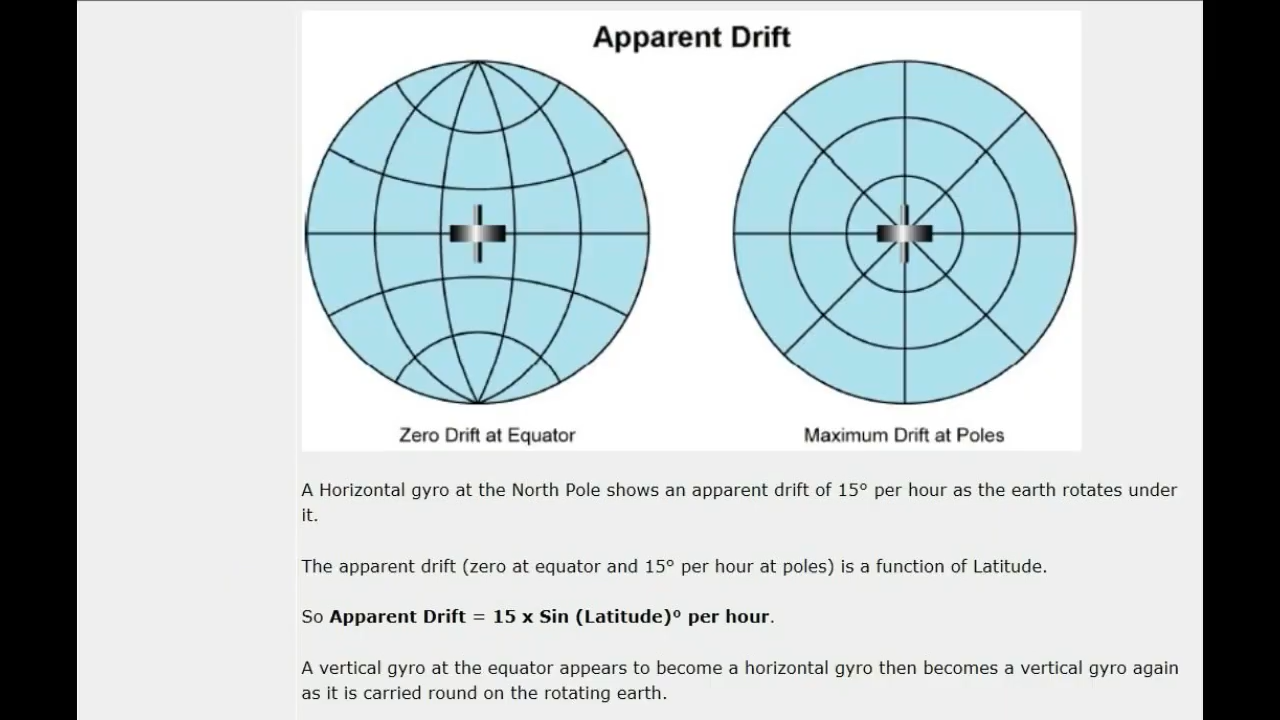 Apparent Drift
Zero Drift at Equator
Maximum Drift at Poles
A Horizontal gyro at the North Pole shows an apparent drift of 15° per hour as the earth rotates under
it.
The apparent drift (zero at equator and 15° per hour at poles) is a function of Latitude.
So Apparent Drift = 15 x Sin (Latitude)° per hour.
A vertical gyro at the equator appears to become a horizontal gyro then becomes a vertical gyro again
as it is carried round on the rotating earth.